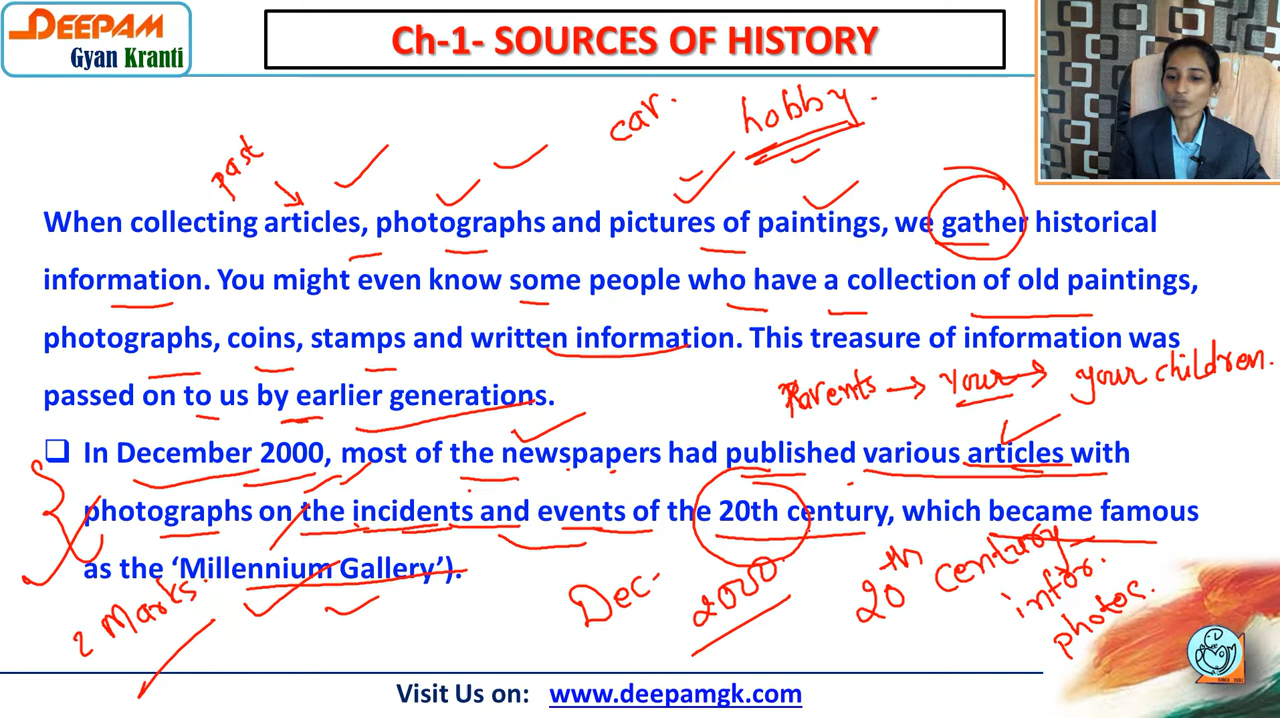 DEEPAM
Gyan Kranti
Ch-1- SOURCES OF HISTORY
car.
hobby.
past
When collecting articles, photographs and pictures of paintings, we gather historical
information. You might even know some people who have a collection of old paintings,
photographs, coins, stamps and written information. This treasure of information was
passed on to us by earlier generations.
Parents → your → your children.
❑ In December 2000, most of the newspapers had published various articles with
photographs on the incidents and events of the 20th century, which became famous
as the ‘Millennium Gallery’).
2 Marks.
Dec-
2000
20th century
infor.
photos.
SINCE 1981
Visit Us on: www.deepamgk.com